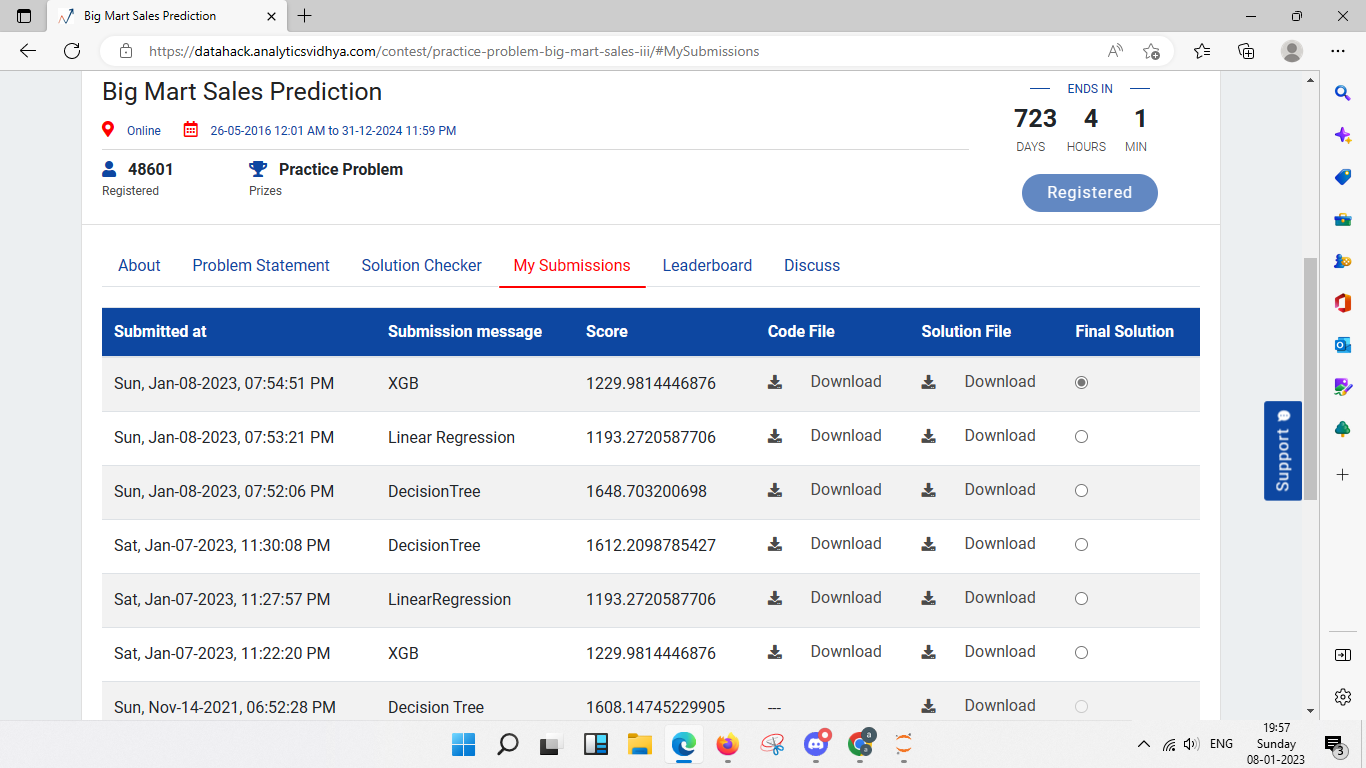 Big Mart Sales Prediction
https://datahack.analyticsvidhya.com/contest/practice-problem-big-mart-sales-iii/#MySubmissions
Big Mart Sales Prediction
Online 26-05-2016 12:01 AM to 31-12-2024 11:59 PM
48601 Practice Problem
Registered Prizes
ENDS IN
723 4 1
DAYS HOURS MIN
Registered
About Problem Statement Solution Checker My Submissions Leaderboard Discuss
Submitted at Submission message Score Code File Solution File Final Solution
Sun, Jan-08-2023, 07:54:51 PM XGB 1229.9814446876 Download Download
Sun, Jan-08-2023, 07:53:21 PM Linear Regression 1193.2720587706 Download Download
Sun, Jan-08-2023, 07:52:06 PM DecisionTree 1648.703200698 Download Download
Sat, Jan-07-2023, 11:30:08 PM DecisionTree 1612.2098785427 Download Download
Sat, Jan-07-2023, 11:27:57 PM LinearRegression 1193.2720587706 Download Download
Sat, Jan-07-2023, 11:22:20 PM XGB 1229.9814446876 Download Download
Sun, Nov-14-2021, 06:52:28 PM Decision Tree 1608.14745229905 --- Download
Support
a
a
ENG
19:57
Sunday
08-01-2023
3